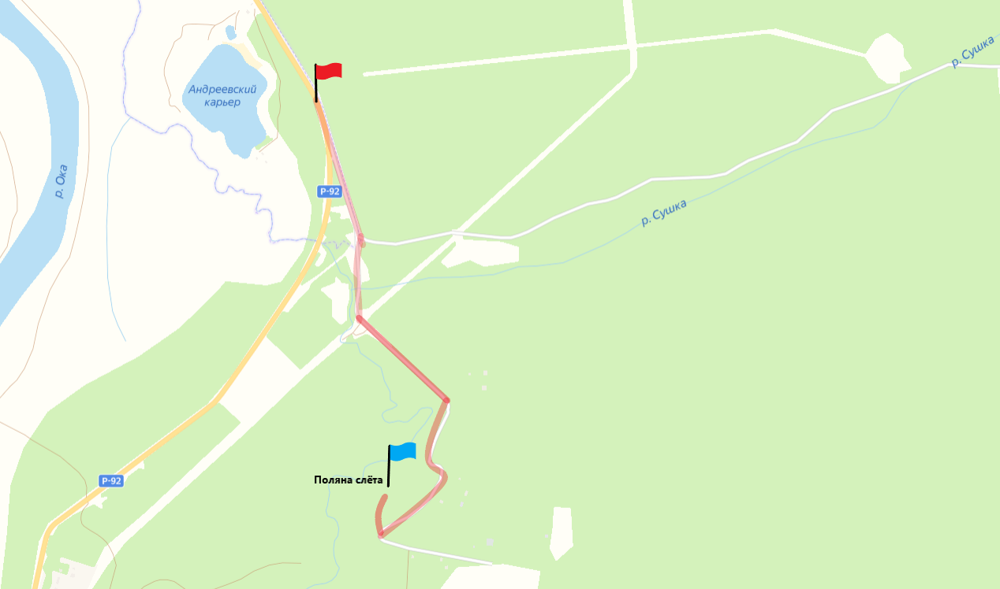 р. Сушка
Андреевский
карьер
р. Ока
Р-92
р. Сушка
Поляна слёта
Р-92